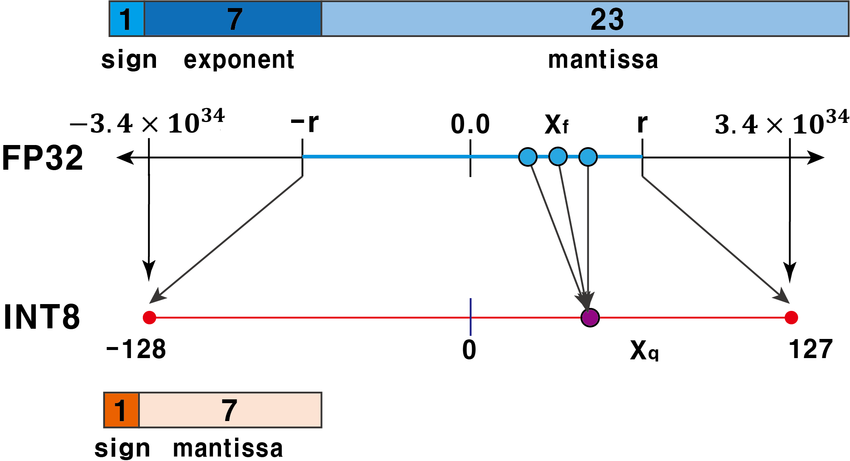 1 7 23
sign exponent mantissa
−3.4 × 10³⁴ −r 0.0 Xf r 3.4 × 10³⁴
FP32
INT8
−128 0 Xq 127
1 7
sign mantissa